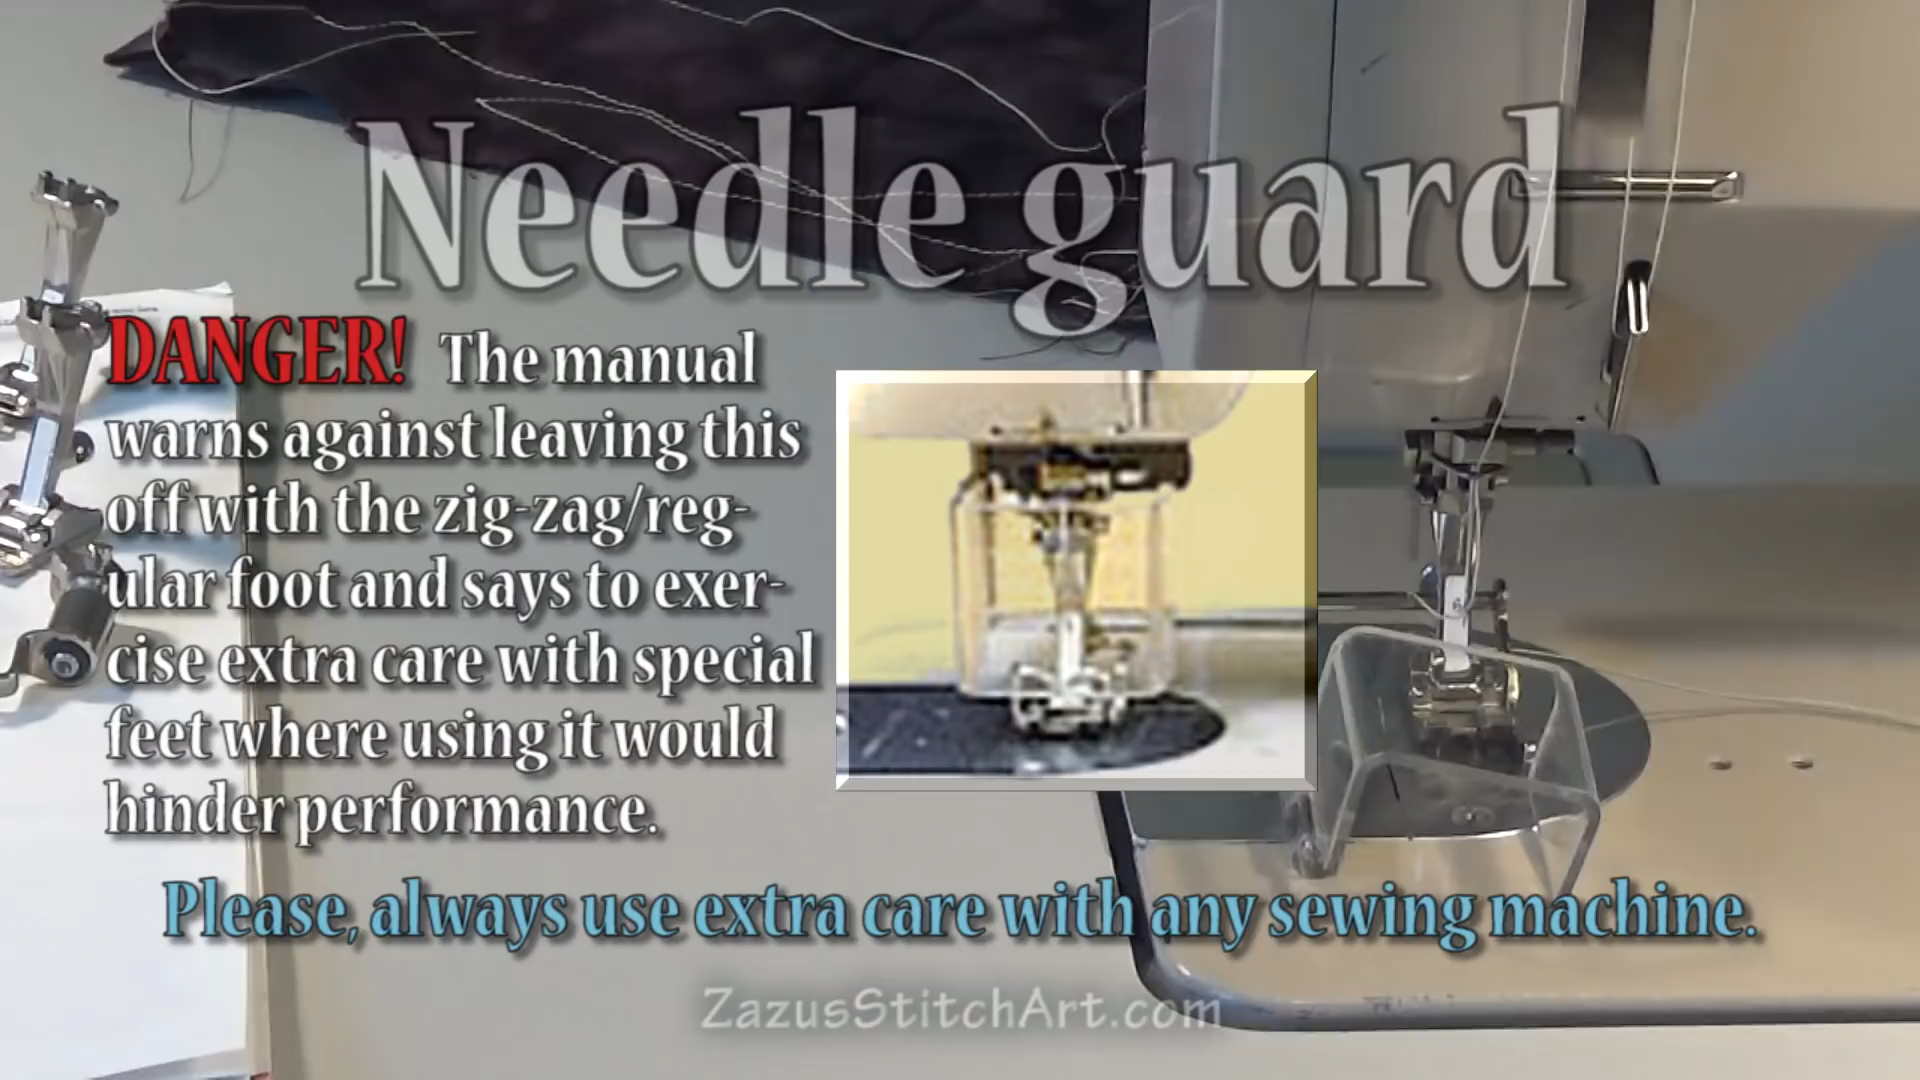 Needle guard
DANGER! The manual
warns against leaving this
off with the zig-zag/reg-
ular foot and says to exer-
cise extra care with special
feet where using it would
hinder performance.
Please, always use extra care with any sewing machine.
ZazusStitchArt.com